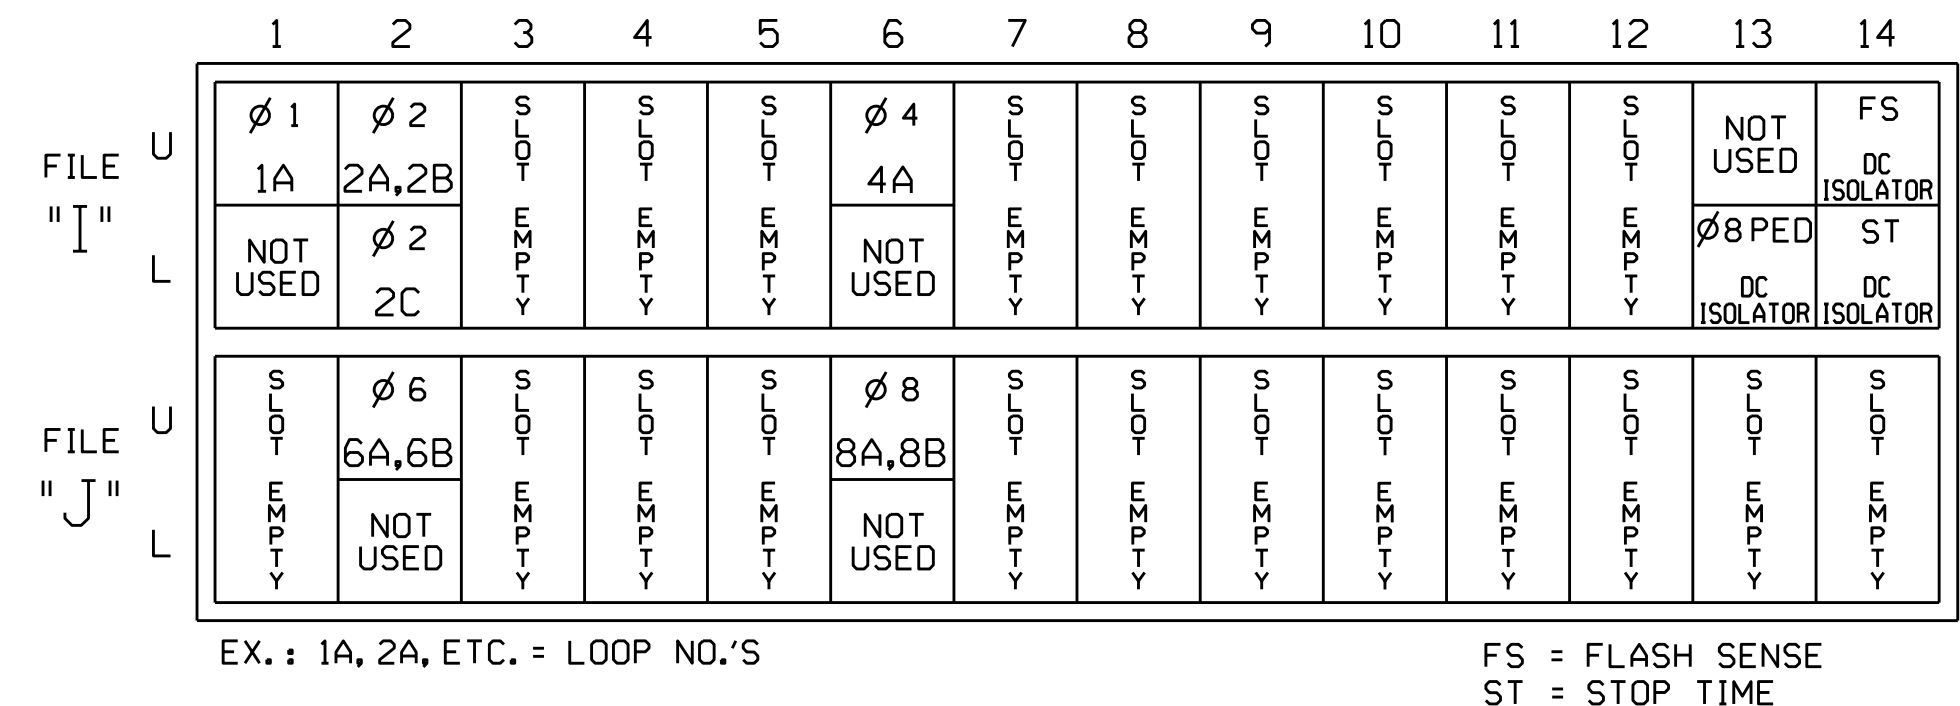 1 2 3 4 5 6 7 8 9 10 11 12 13 14
FILE
"I"
U
L
Ø 1
1A
NOT
USED
Ø 2
2A,2B
Ø 2
2C
SLOT EMPTY
SLOT EMPTY
SLOT EMPTY
Ø 4
4A
NOT
USED
SLOT EMPTY
SLOT EMPTY
SLOT EMPTY
SLOT EMPTY
SLOT EMPTY
SLOT EMPTY
NOT
USED
Ø8 PED
DC
ISOLATOR
FS
DC
ISOLATOR
ST
DC
ISOLATOR
FILE
"J"
U
L
SLOT EMPTY
Ø 6
6A,6B
NOT
USED
SLOT EMPTY
SLOT EMPTY
SLOT EMPTY
Ø 8
8A,8B
NOT
USED
SLOT EMPTY
SLOT EMPTY
SLOT EMPTY
SLOT EMPTY
SLOT EMPTY
SLOT EMPTY
SLOT EMPTY
SLOT EMPTY
EX.: 1A, 2A, ETC. = LOOP NO.'S
FS = FLASH SENSE
ST = STOP TIME